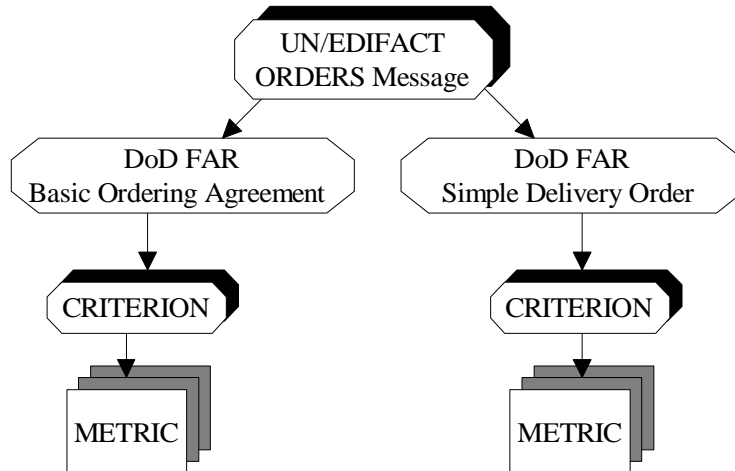 UN/EDIFACT
ORDERS Message
DoD FAR
Basic Ordering Agreement
DoD FAR
Simple Delivery Order
CRITERION
CRITERION
METRIC
METRIC